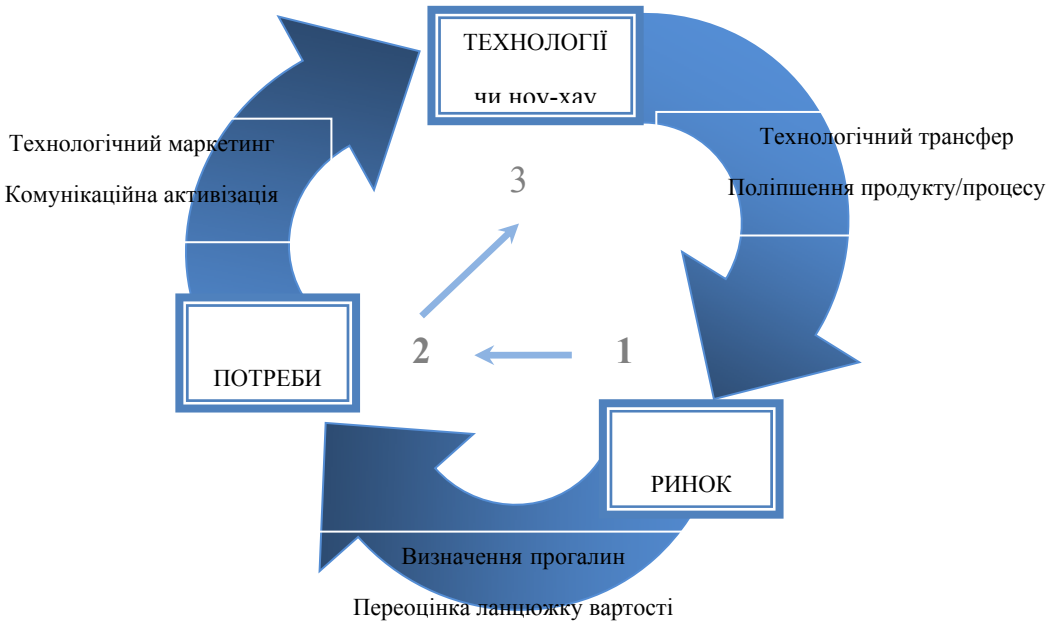 ТЕХНОЛОГІЇ
чи ноу-хау
Технологічний маркетинг
Комунікаційна активізація
Технологічний трансфер
Поліпшення продукту/процесу
3
2
1
ПОТРЕБИ
РИНОК
Визначення прогалин
Переоцінка ланцюжку вартості